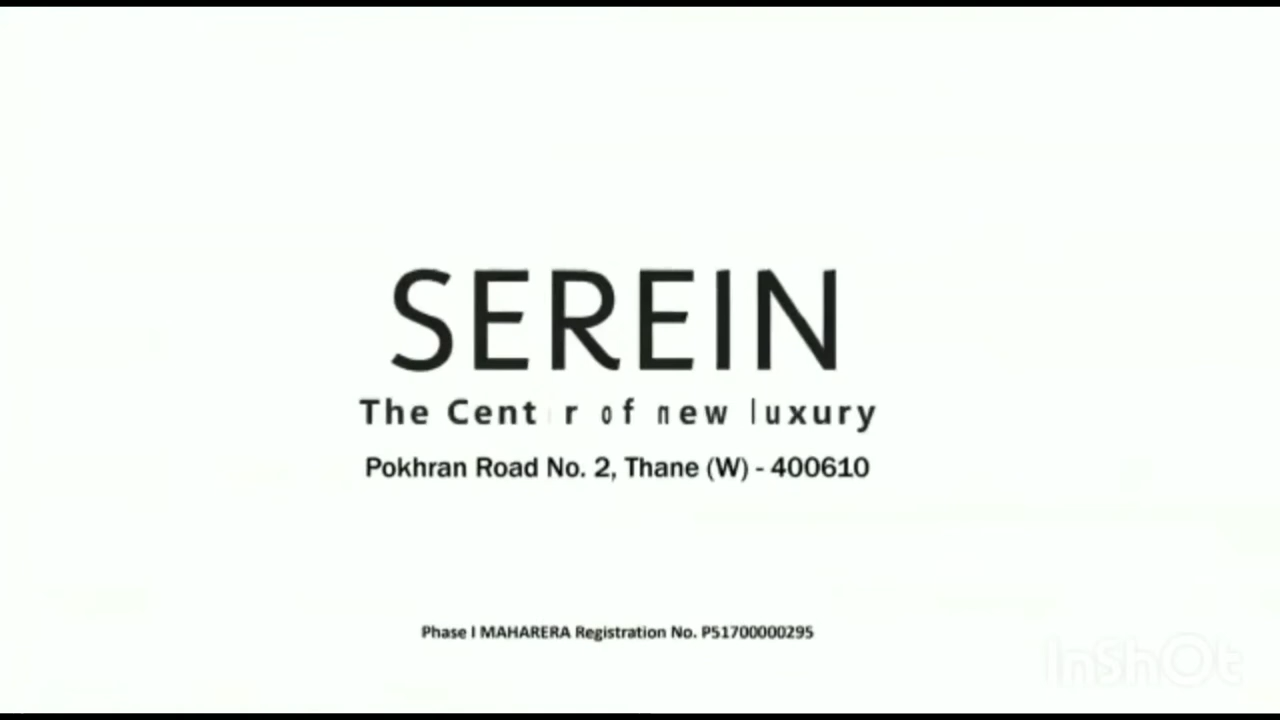 SEREIN
The Cent r of new luxury
Pokhran Road No. 2, Thane (W) - 400610
Phase I MAHARERA Registration No. P51700000295
InShOt